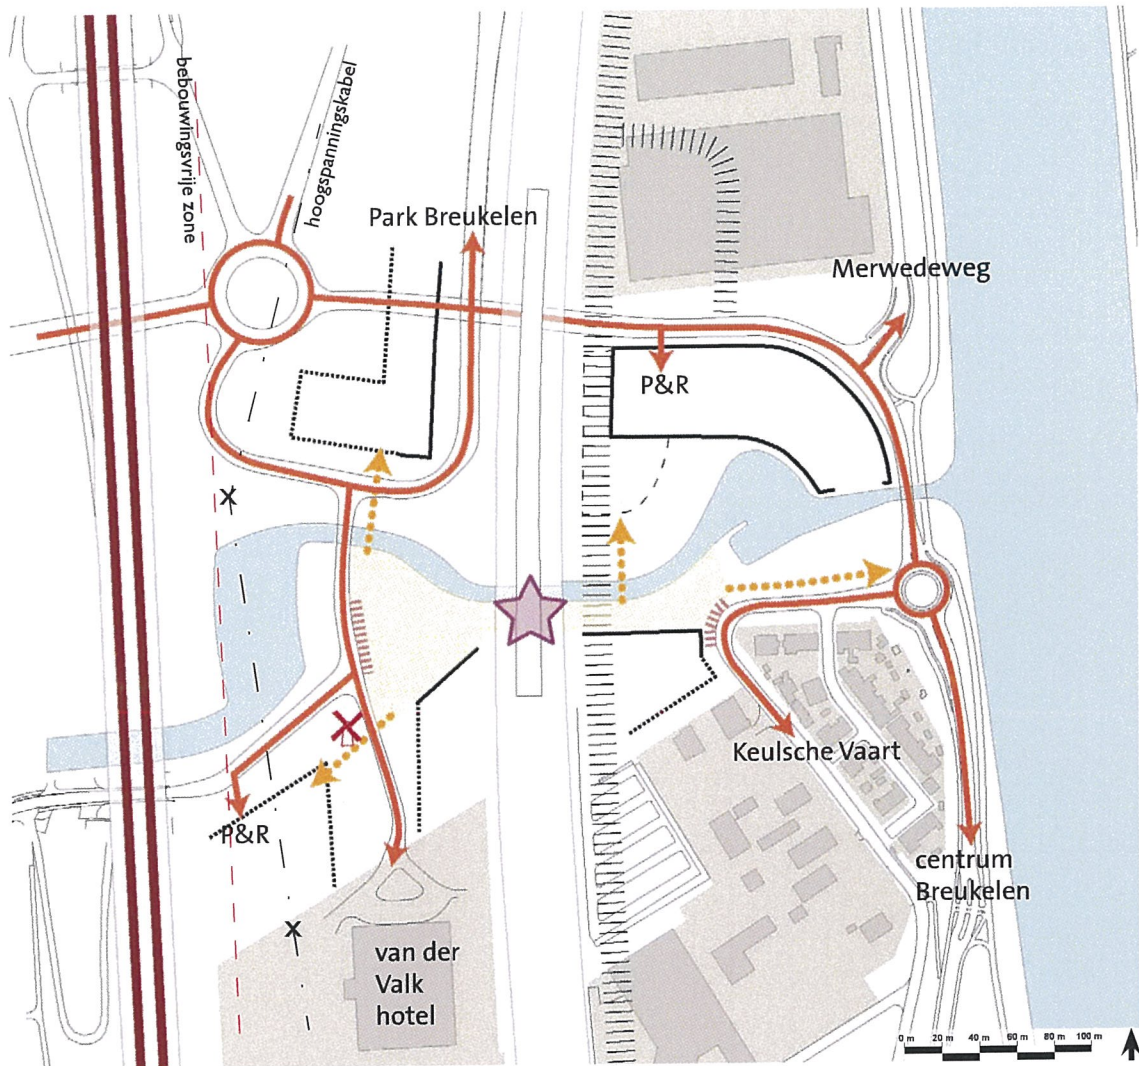 bebouwingsvrije zone
hoogspanningskabel
Park Breukelen
Merwedeweg
P&R
Keulsche Vaart
P&R
centrum
Breukelen
van der
Valk
hotel
0 m 20 m 40 m 60 m 80 m 100 m